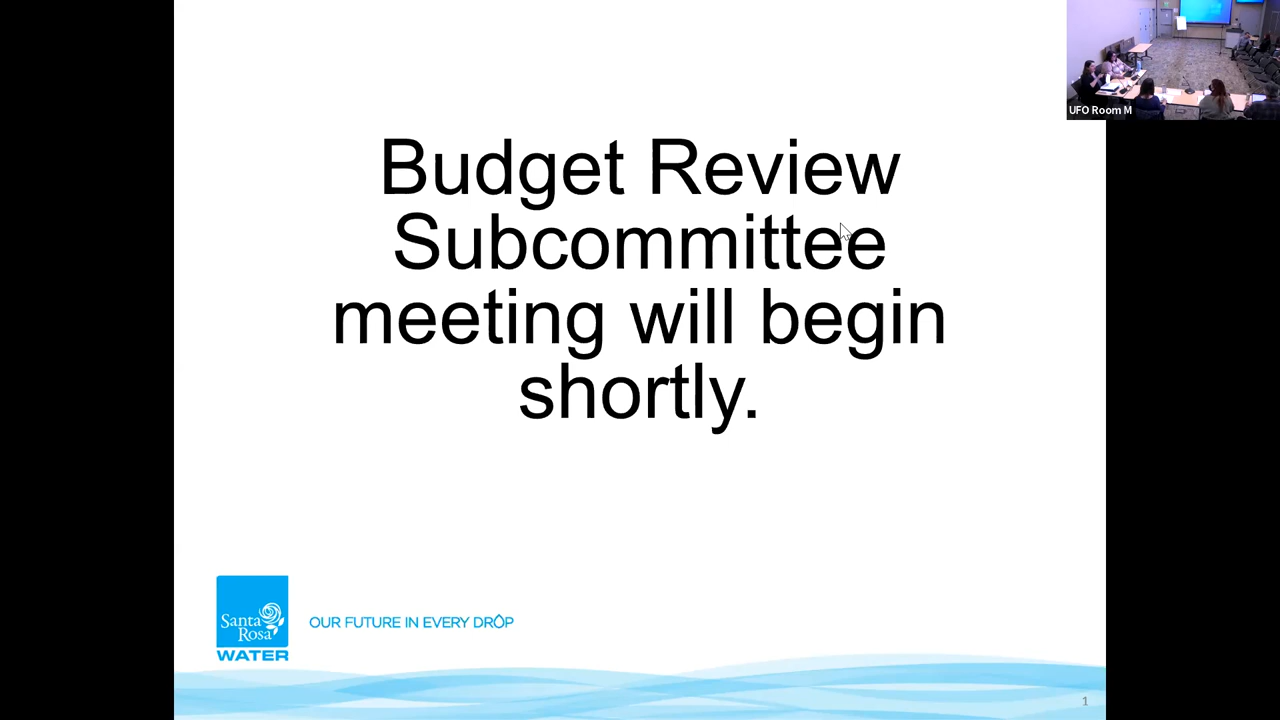 UFO Room M
Budget Review
Subcommittee
meeting will begin
shortly.
Santa
Rosa
WATER
OUR FUTURE IN EVERY DROP
1